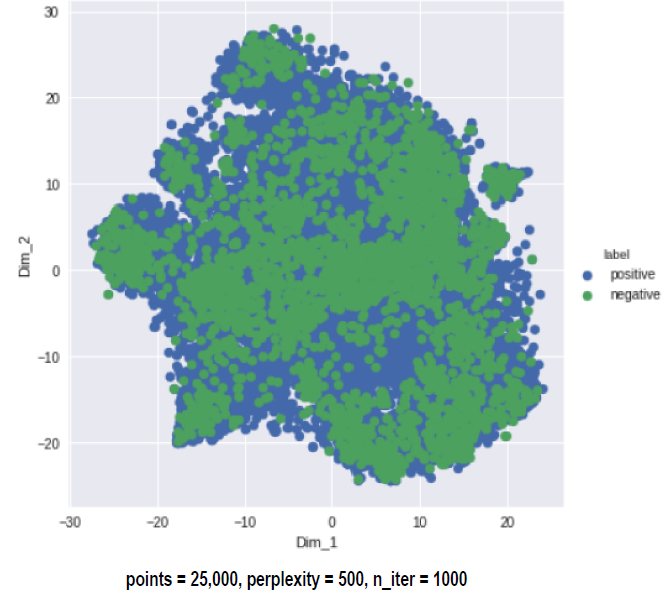 30
20
10
0
−10
−20
Dim_2
−30
−20
−10
0
10
20
Dim_1
label
positive
negative
points = 25,000, perplexity = 500, n_iter = 1000